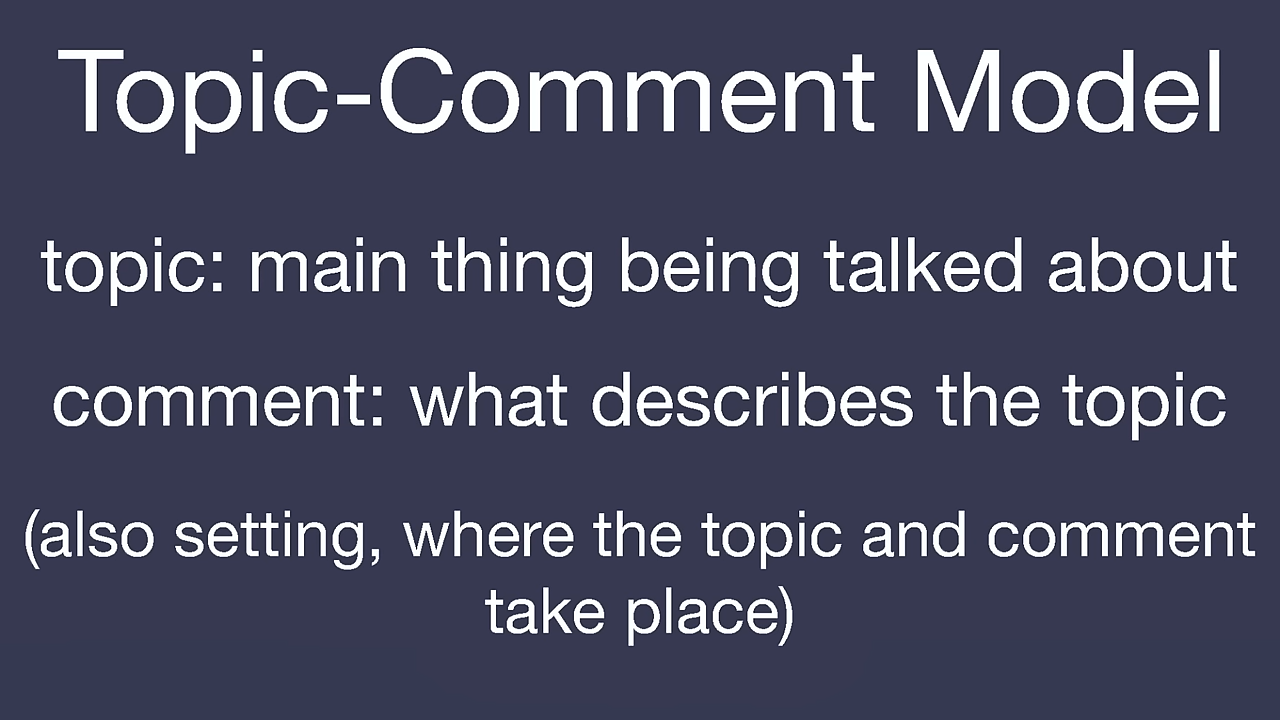 Topic-Comment Model
topic: main thing being talked about
comment: what describes the topic
(also setting, where the topic and comment
take place)